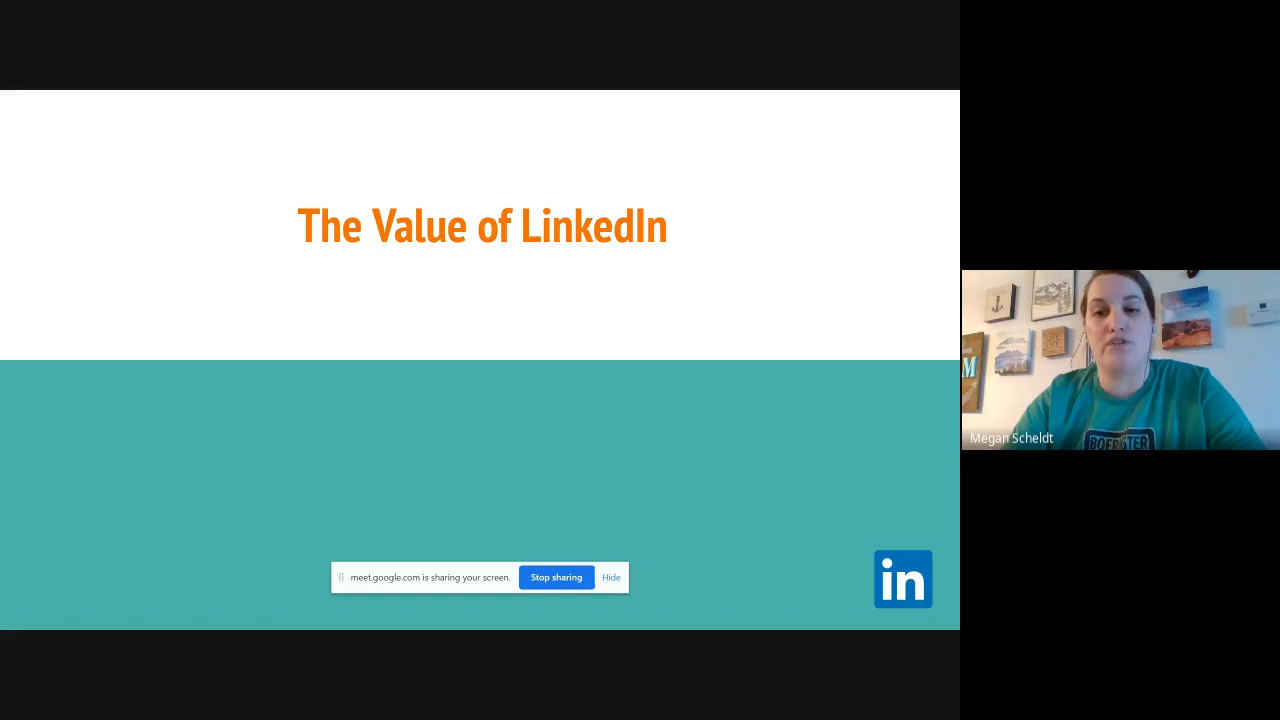 The Value of LinkedIn
meet.google.com is sharing your screen. Stop sharing Hide
in
M
Megan Scheldt